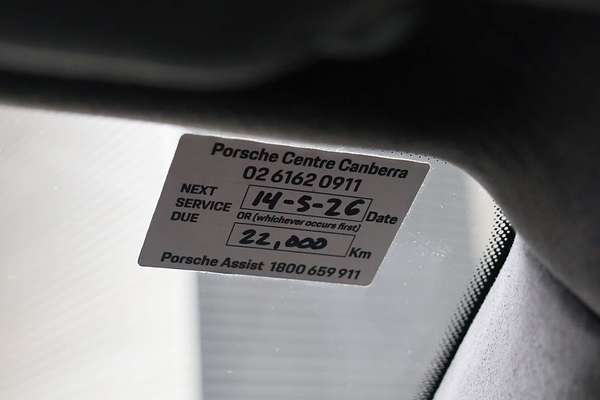 Porsche Centre Canberra
02 6162 0911
NEXT SERVICE DUE
14-5-26 Date
OR (whichever occurs first)
22,000 Km
Porsche Assist 1800 659 911